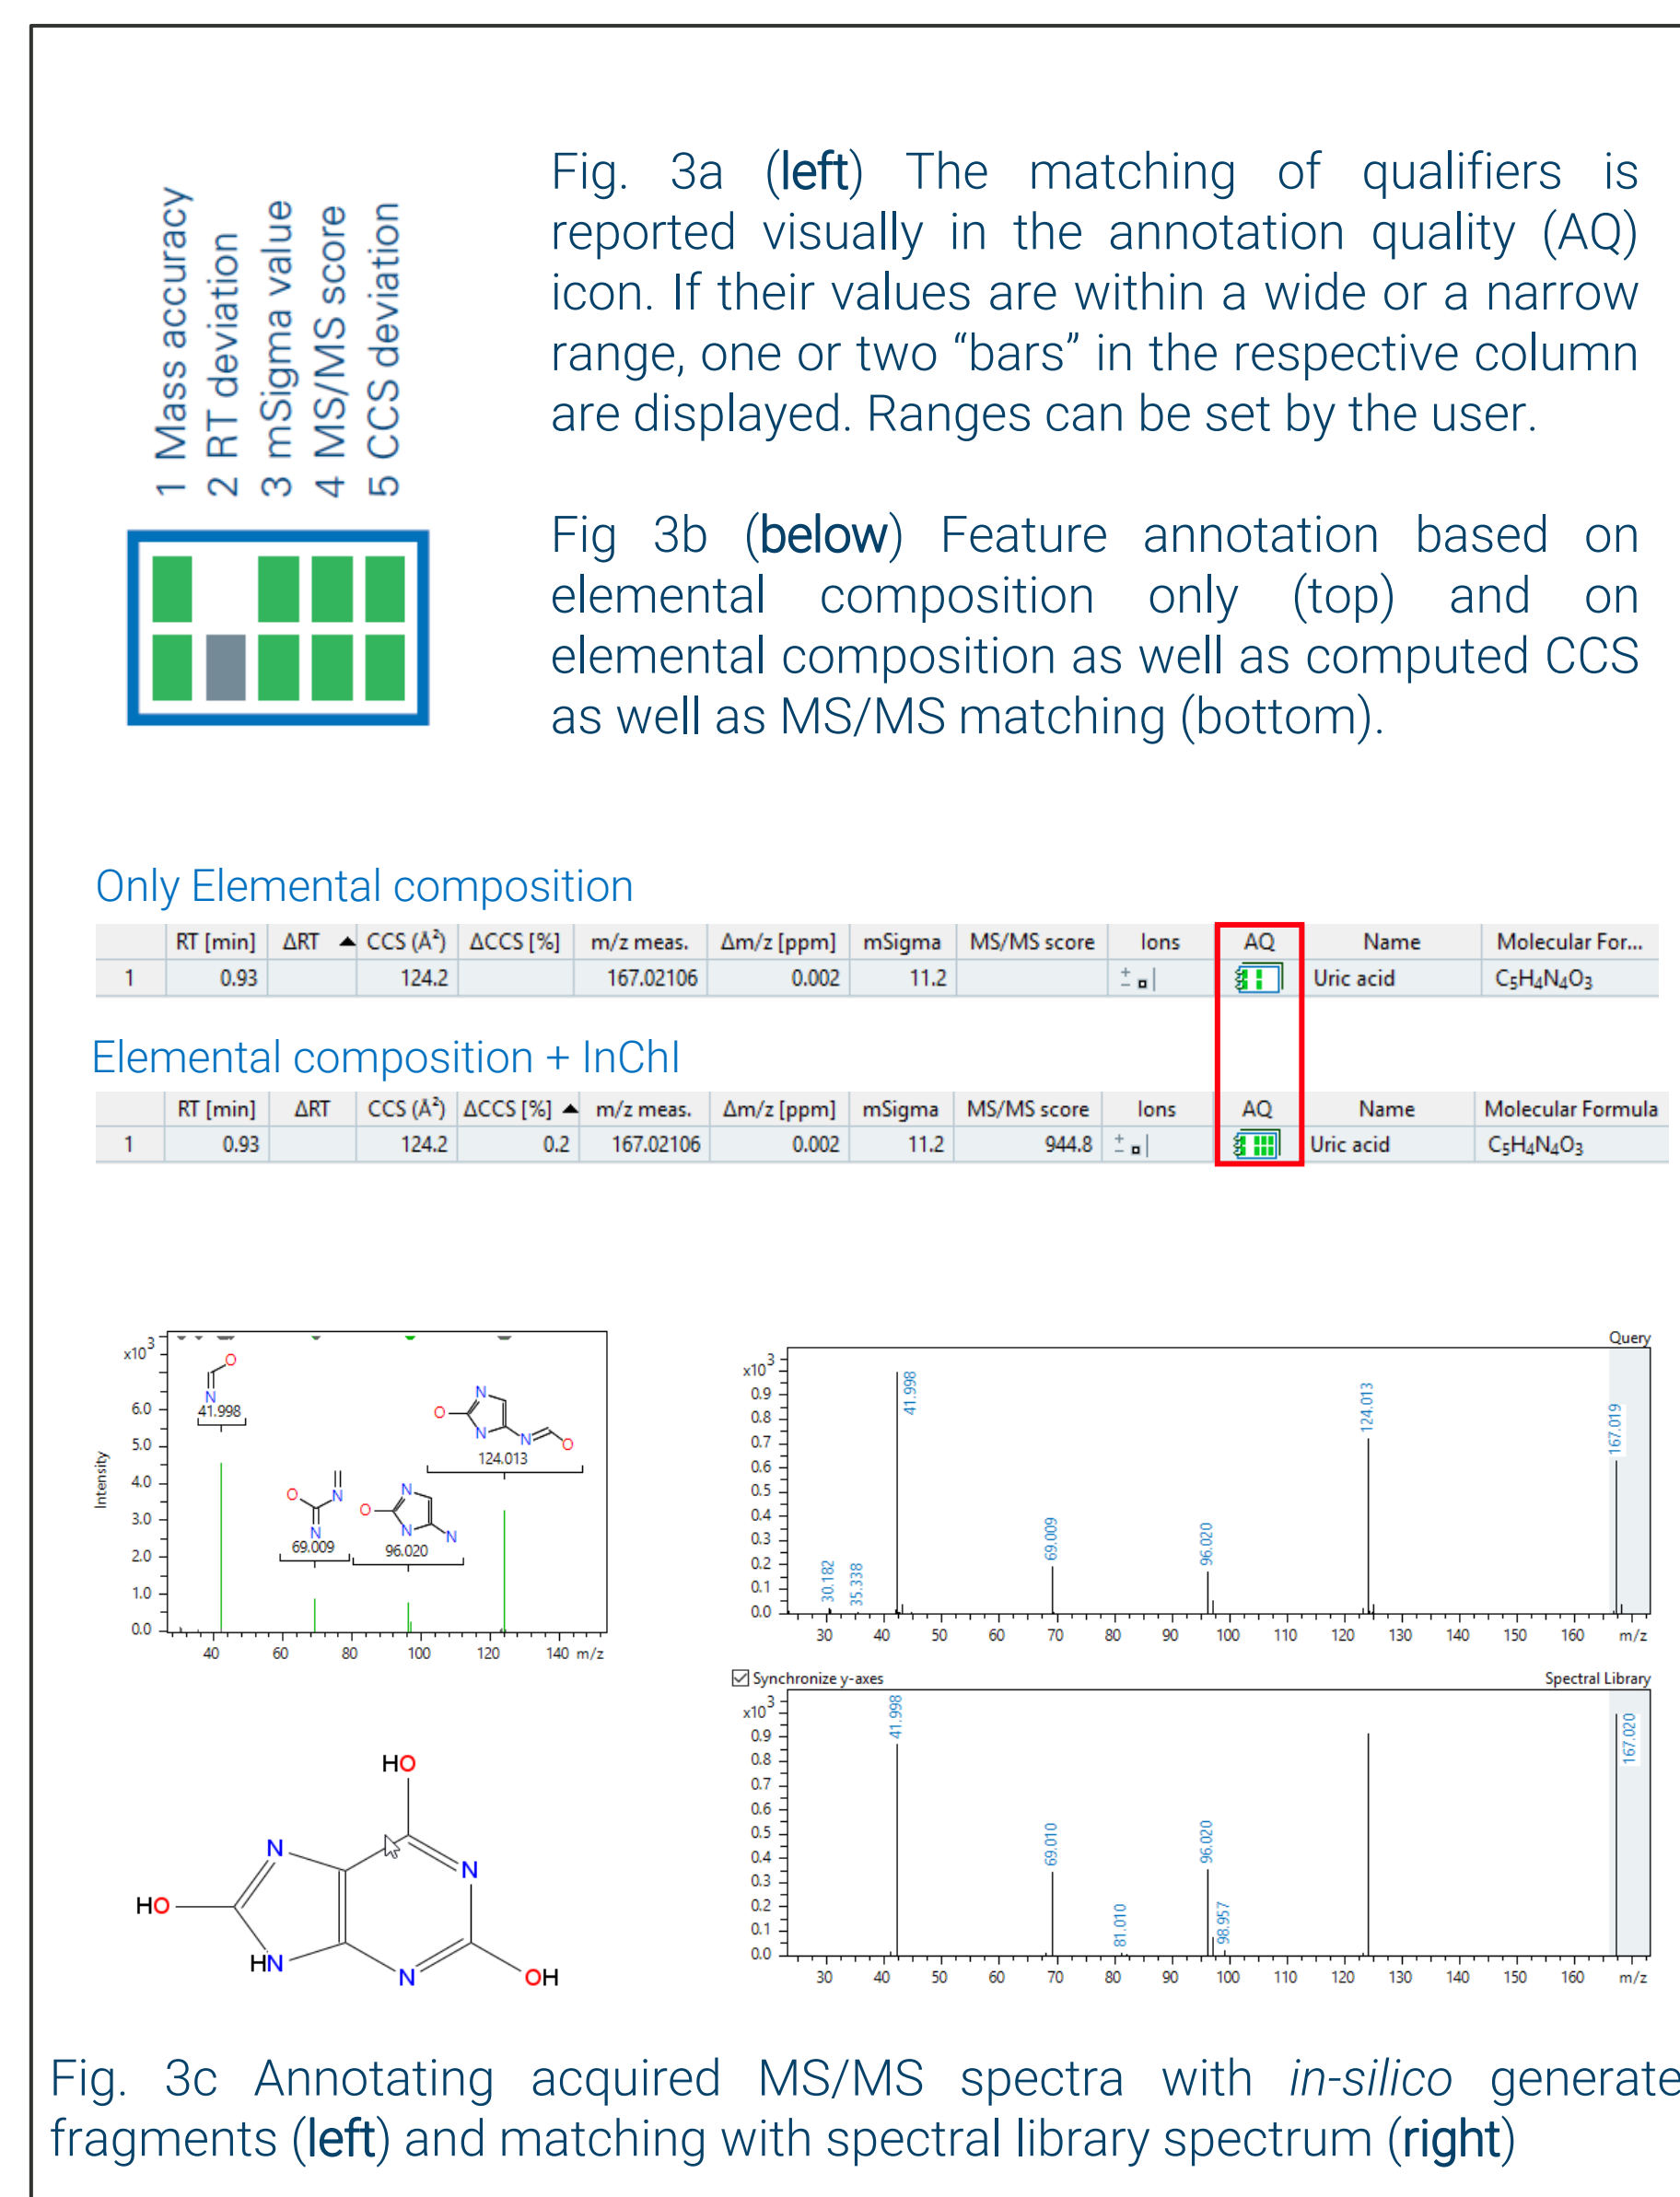 1 Mass accuracy
2 RT deviation
3 mSigma value
4 MS/MS score
5 CCS deviation
Fig. 3a (left) The matching of qualifiers is
reported visually in the annotation quality (AQ)
icon. If their values are within a wide or a narrow
range, one or two “bars” in the respective column
are displayed. Ranges can be set by the user.
Fig 3b (below) Feature annotation based on
elemental composition only (top) and on
elemental composition as well as computed CCS
as well as MS/MS matching (bottom).
Only Elemental composition
RT [min] ΔRT CCS (Å²) ΔCCS [%] m/z meas. Δm/z [ppm] mSigma MS/MS score Ions AQ Name Molecular For...
1 0.93 124.2 167.02106 0.002 11.2 Uric acid C₅H₄N₄O₃
Elemental composition + InChI
RT [min] ΔRT CCS (Å²) ΔCCS [%] m/z meas. Δm/z [ppm] mSigma MS/MS score Ions AQ Name Molecular Formula
1 0.93 124.2 0.2 167.02106 0.002 11.2 944.8 Uric acid C₅H₄N₄O₃
x10³
6.0
5.0
4.0
3.0
2.0
1.0
0.0
Intensity
O
N
41.998
O
N
N
69.009
N
O
N
N
96.020
N
O
N
N
O
124.013
40 60 80 100 120 140 m/z
Query
x10³
0.9
0.8
0.7
0.6
0.5
0.4
0.3
0.2
0.1
0.0
30.182
35.338
41.998
69.009
96.020
124.013
167.019
30 40 50 60 70 80 90 100 110 120 130 140 150 160 m/z
Synchronize y-axes
Spectral Library
x10³
0.9
0.8
0.7
0.6
0.5
0.4
0.3
0.2
0.1
0.0
41.998
69.010
81.010
96.020
98.957
167.020
30 40 50 60 70 80 90 100 110 120 130 140 150 160 m/z
HO
N
N
HO
HN
N
OH
Fig. 3c Annotating acquired MS/MS spectra with in-silico generate
fragments (left) and matching with spectral library spectrum (right)